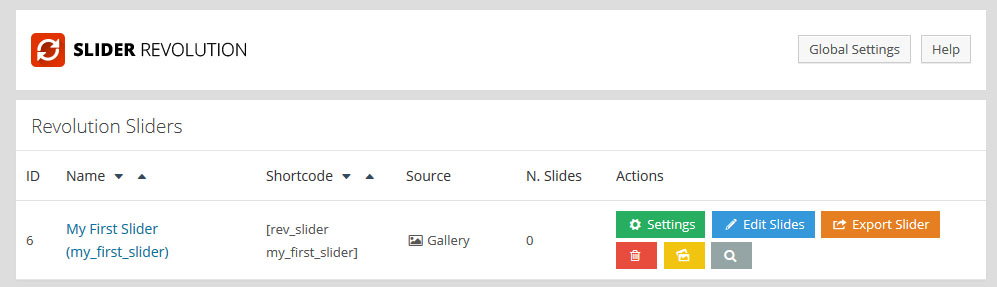 SLIDER REVOLUTION
Global Settings
Help
Revolution Sliders
ID Name Shortcode Source N. Slides Actions
6
My First Slider
(my_first_slider)
[rev_slider
my_first_slider]
Gallery
0
Settings
Edit Slides
Export Slider